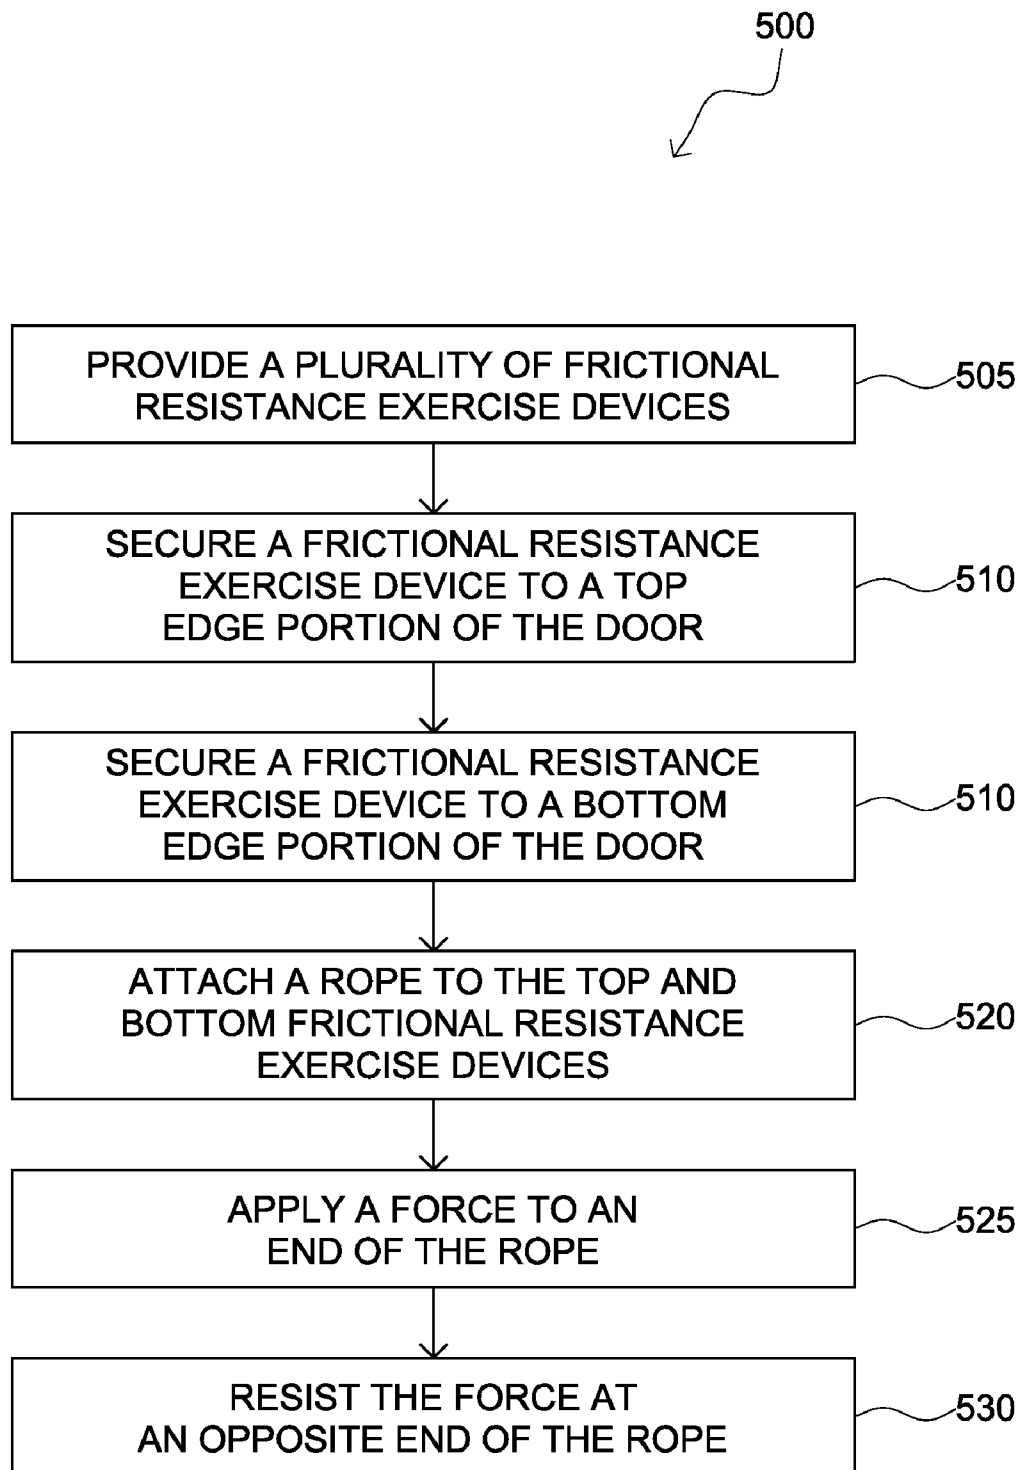 500
PROVIDE A PLURALITY OF FRICTIONAL
RESISTANCE EXERCISE DEVICES
505
SECURE A FRICTIONAL RESISTANCE
EXERCISE DEVICE TO A TOP
EDGE PORTION OF THE DOOR
510
SECURE A FRICTIONAL RESISTANCE
EXERCISE DEVICE TO A BOTTOM
EDGE PORTION OF THE DOOR
510
ATTACH A ROPE TO THE TOP AND
BOTTOM FRICTIONAL RESISTANCE
EXERCISE DEVICES
520
APPLY A FORCE TO AN
END OF THE ROPE
525
RESIST THE FORCE AT
AN OPPOSITE END OF THE ROPE
530